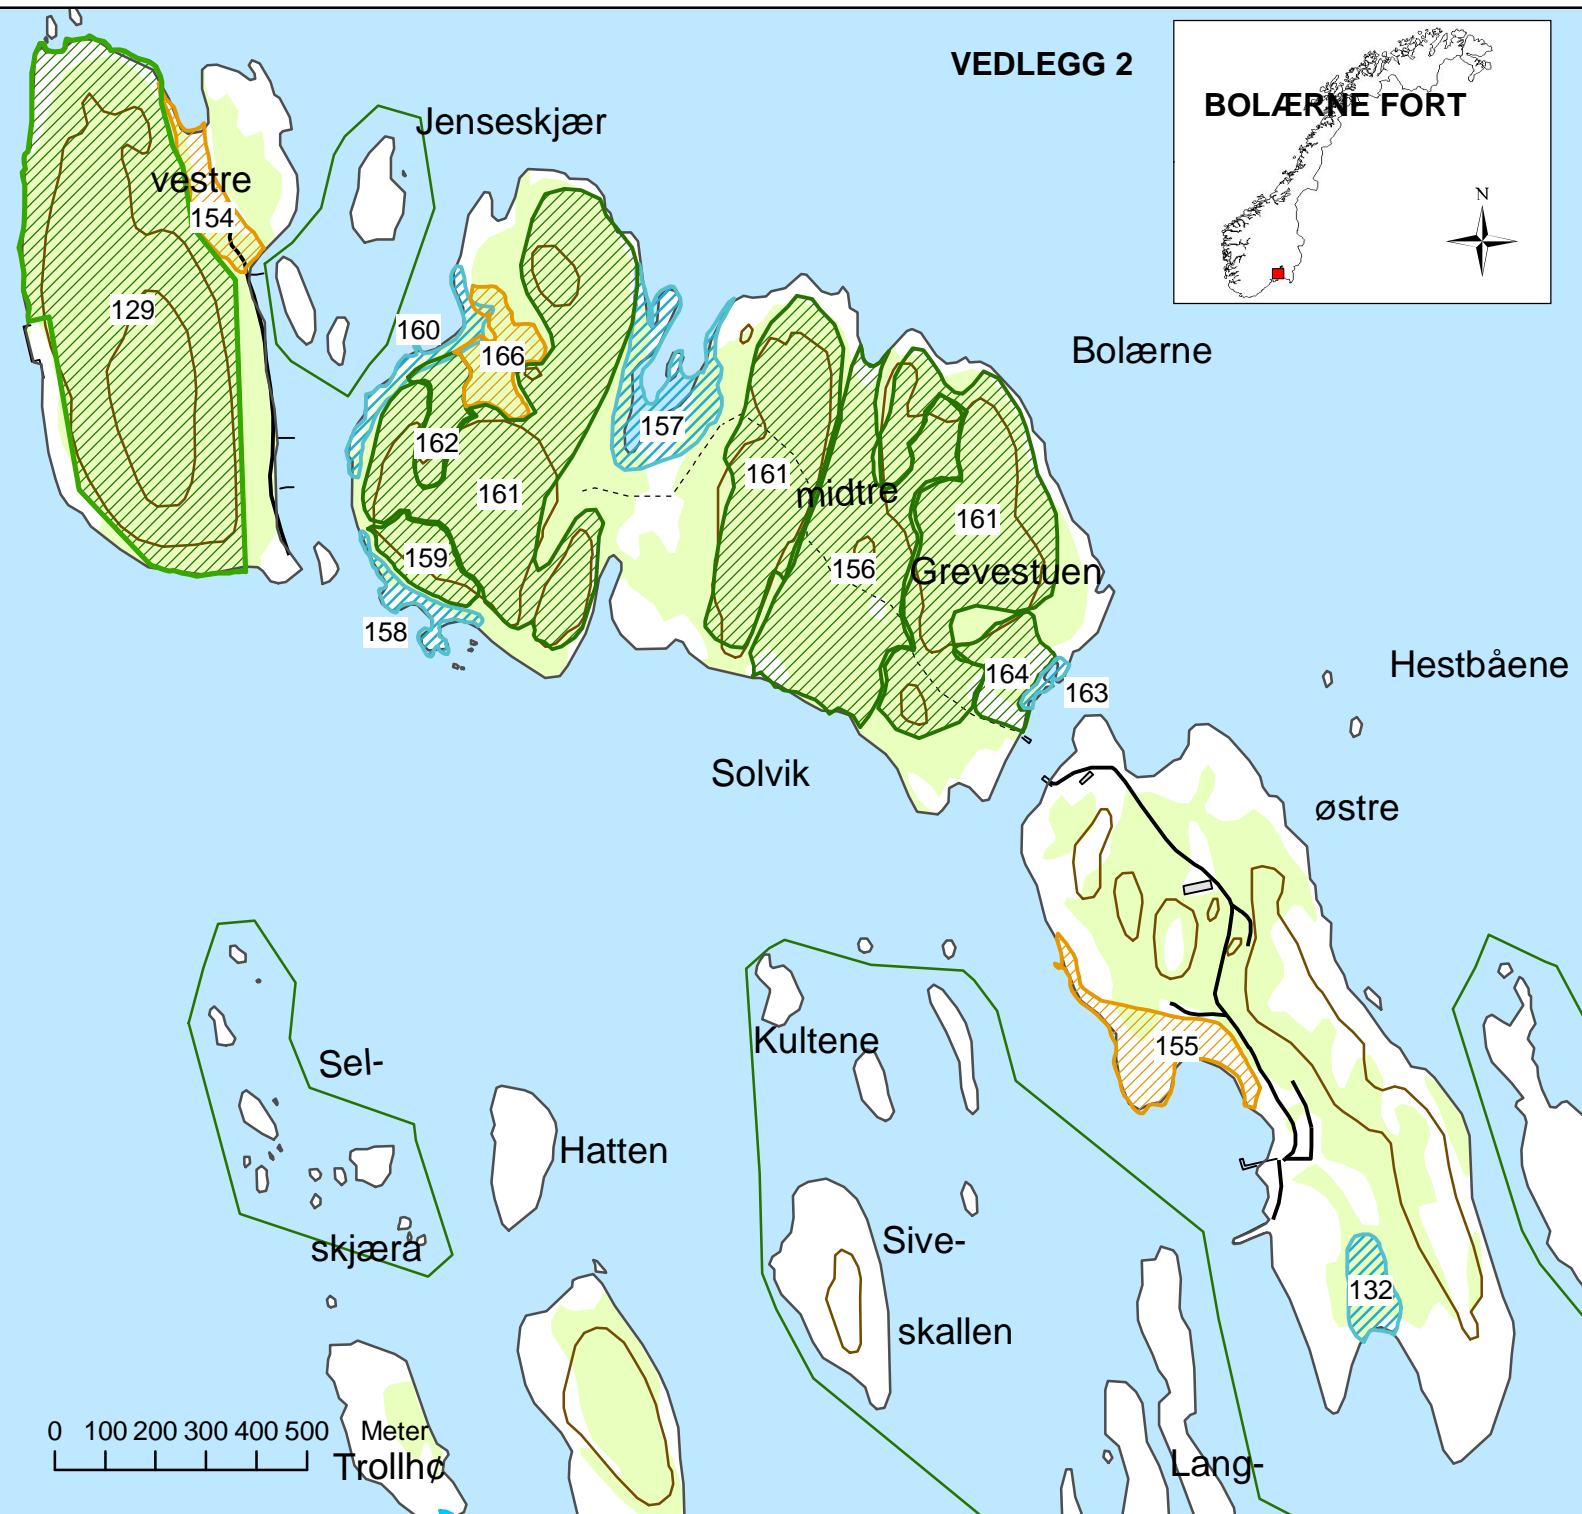 VEDLEGG 2
BOLÆRNE FORT
N
Jenseskjær
vestre
154
129
160
166
Bolærne
157
162
161
161
midtre
161
159
156
Grevestuen
158
164
163
Hestbåene
Solvik
østre
Kultene
155
Sel-
Hatten
skjæra
Sive-
132
skallen
0 100 200 300 400 500 Meter
Trollhø
Lang-